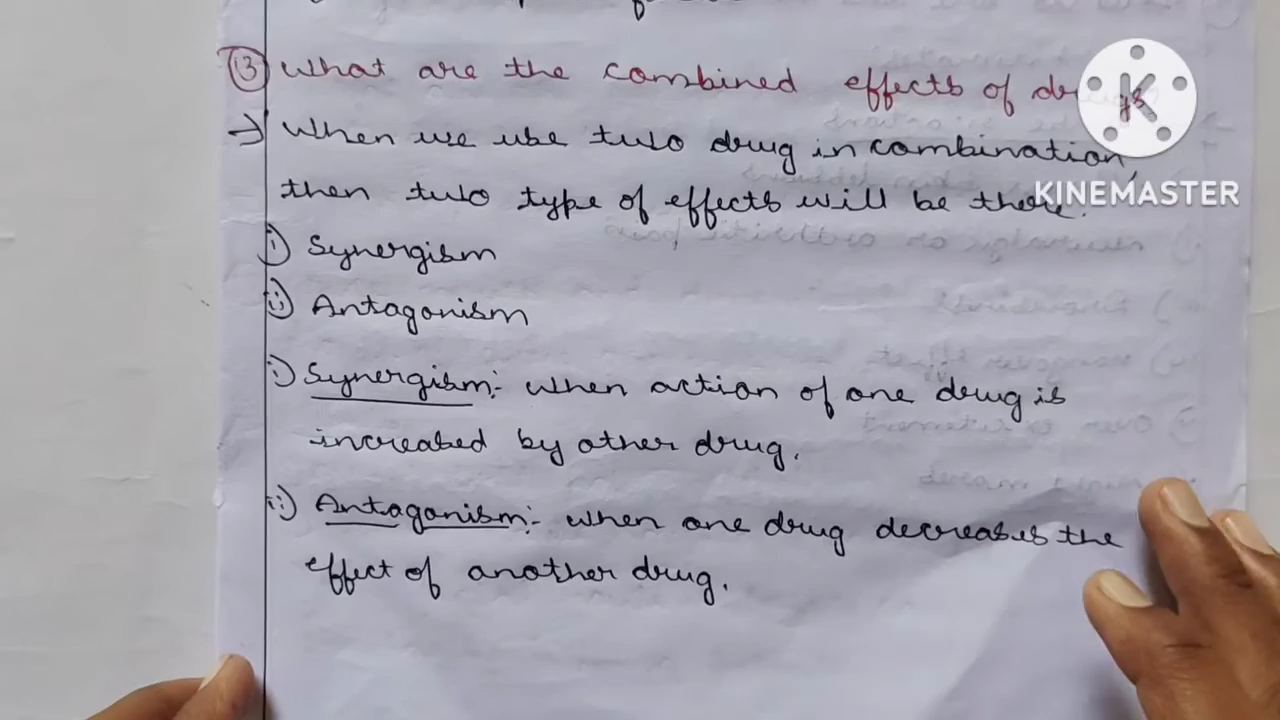 13 What are the combined effects of drugs
→ When we use two drug in combination,
then two type of effects will be there.
i) Synergism
ii) Antagonism
i) Synergism:- when action of one drug is
increased by other drug.
ii) Antagonism:- when one drug decreases the
effect of another drug.
K
KINEMASTER